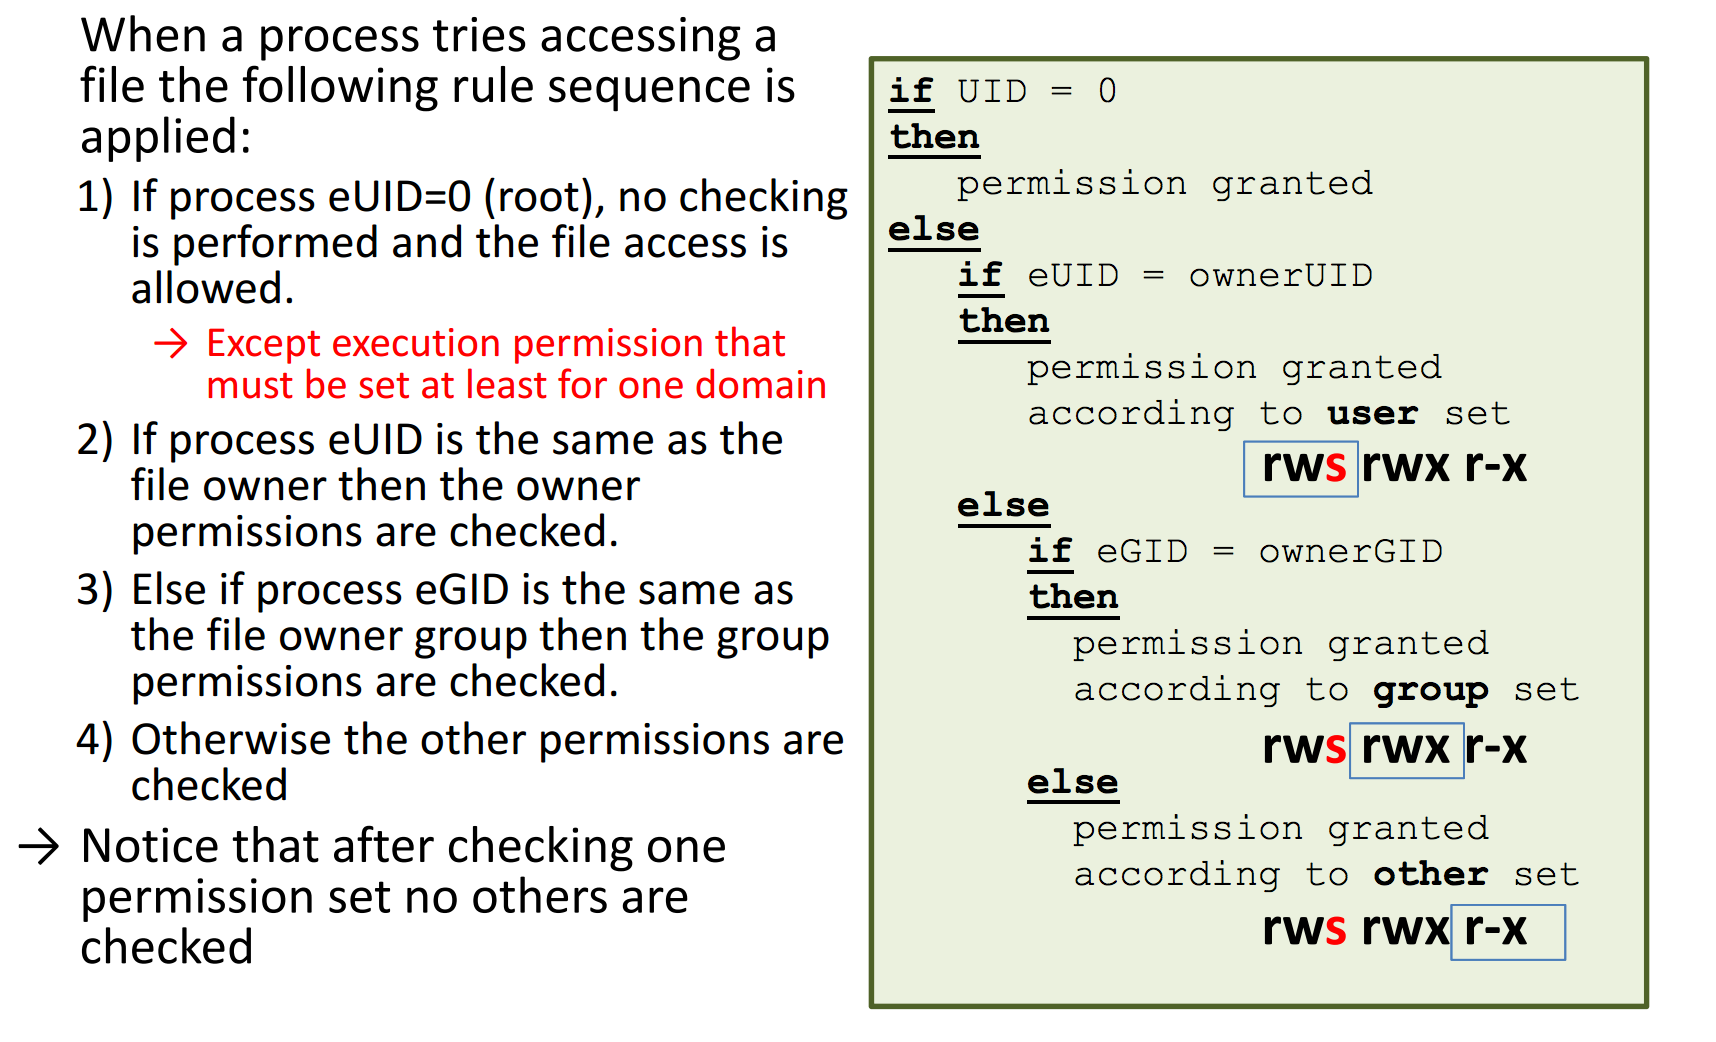 When a process tries accessing a
file the following rule sequence is
applied:
1) If process eUID=0 (root), no checking
is performed and the file access is
allowed.
→ Except execution permission that
must be set at least for one domain
2) If process eUID is the same as the
file owner then the owner
permissions are checked.
3) Else if process eGID is the same as
the file owner group then the group
permissions are checked.
4) Otherwise the other permissions are
checked
→ Notice that after checking one
permission set no others are
checked
if UID = 0
then
permission granted
else
if eUID = ownerUID
then
permission granted
according to user set
rws rwx r-x
else
if eGID = ownerGID
then
permission granted
according to group set
rws rwx r-x
else
permission granted
according to other set
rws rwx r-x